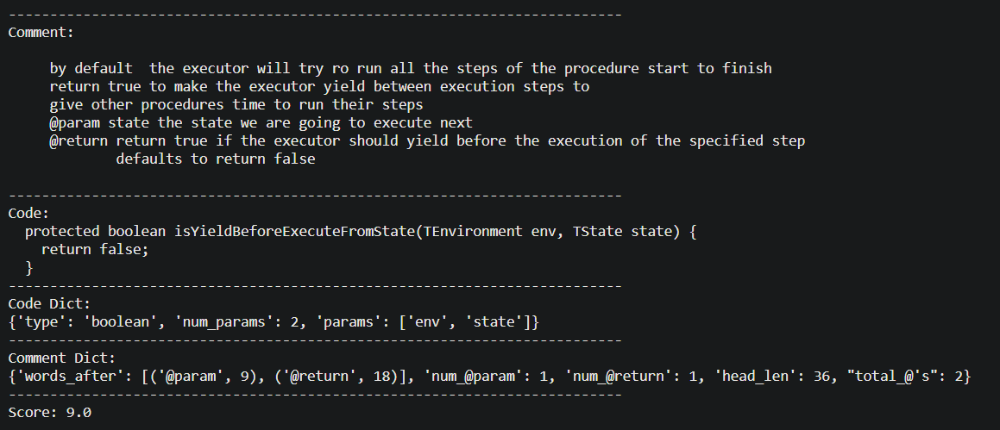 --------------------------------------------------------------------------
Comment:
by default  the executor will try ro run all the steps of the procedure start to finish
return true to make the executor yield between execution steps to
give other procedures time to run their steps
@param state the state we are going to execute next
@return return true if the executor should yield before the execution of the specified step
defaults to return false
--------------------------------------------------------------------------
Code:
protected boolean isYieldBeforeExecuteFromState(TEnvironment env, TState state) {
return false;
}
--------------------------------------------------------------------------
Code Dict:
{'type': 'boolean', 'num_params': 2, 'params': ['env', 'state']}
--------------------------------------------------------------------------
Comment Dict:
{'words_after': [('@param', 9), ('@return', 18)], 'num_@param': 1, 'num_@return': 1, 'head_len': 36, "total_@'s": 2}
--------------------------------------------------------------------------
Score: 9.0